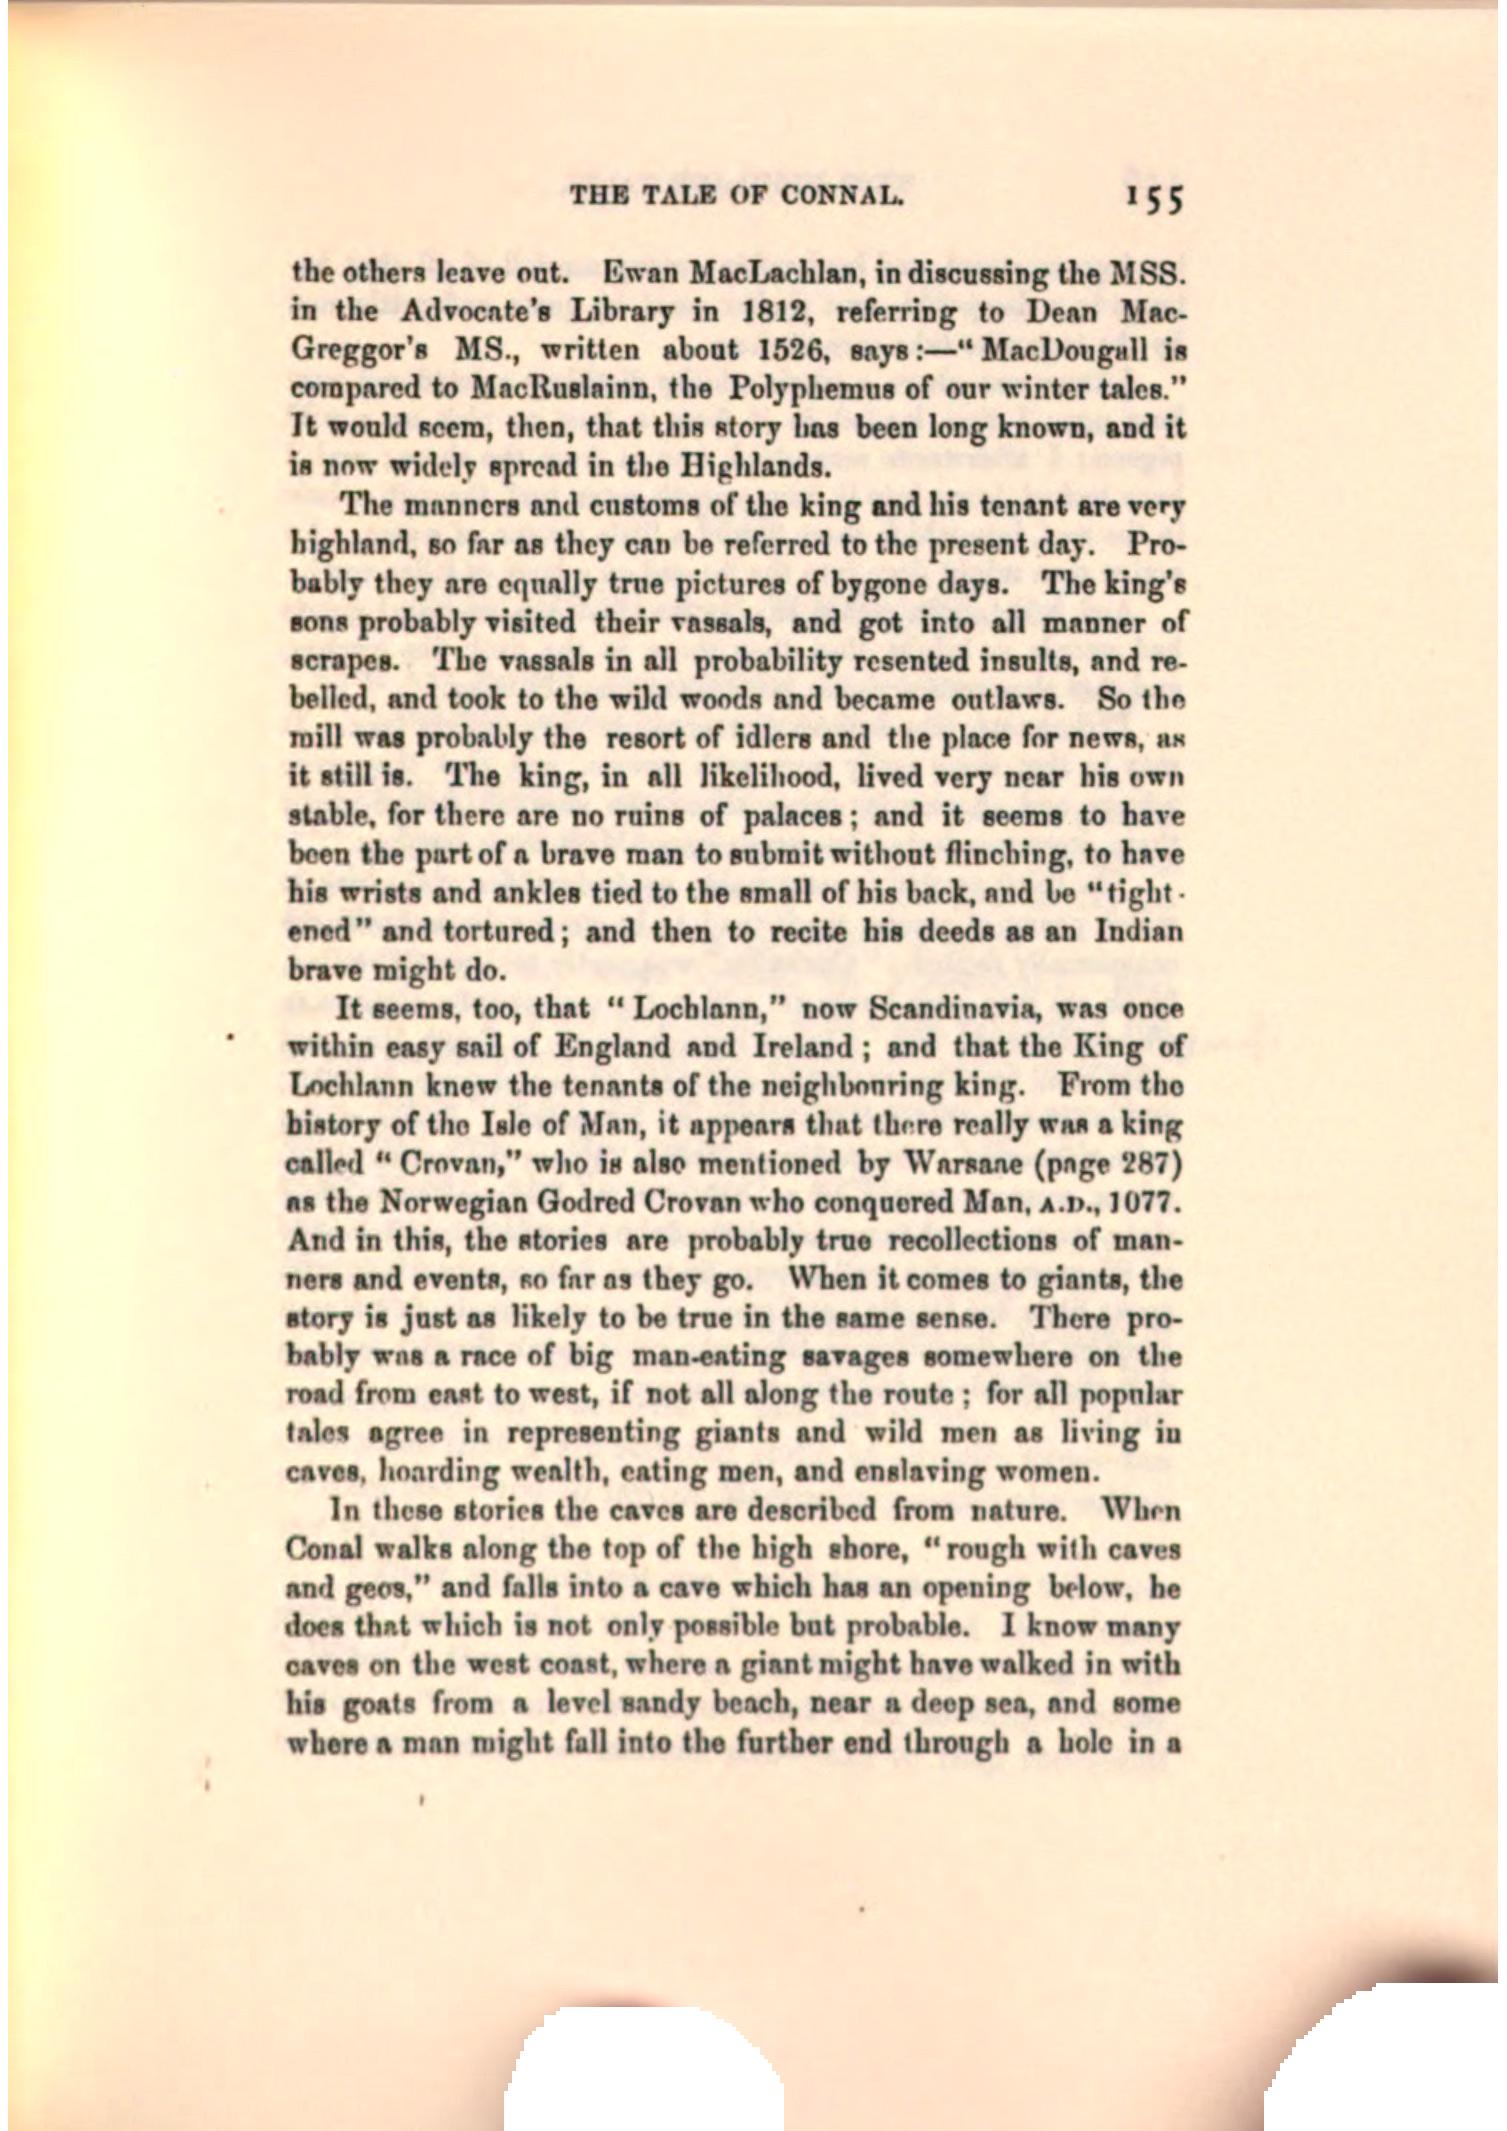 THE TALE OF CONNAL. 155
the others leave out. Ewan MacLachlan, in discussing the MSS.
in the Advocate's Library in 1812, referring to Dean Mac-
Greggor's MS., written about 1526, says:—"MacDougall is
compared to MacRuslainn, the Polyphemus of our winter tales."
It would seem, then, that this story has been long known, and it
is now widely spread in the Highlands.
The manners and customs of the king and his tenant are very
highland, so far as they can be referred to the present day. Pro-
bably they are equally true pictures of bygone days. The king's
sons probably visited their vassals, and got into all manner of
scrapes. The vassals in all probability resented insults, and re-
belled, and took to the wild woods and became outlaws. So the
mill was probably the resort of idlers and the place for news, as
it still is. The king, in all likelihood, lived very near his own
stable, for there are no ruins of palaces; and it seems to have
been the part of a brave man to submit without flinching, to have
his wrists and ankles tied to the small of his back, and be "tight-
ened" and tortured; and then to recite his deeds as an Indian
brave might do.
It seems, too, that "Lochlann," now Scandinavia, was once
within easy sail of England and Ireland; and that the King of
Lochlann knew the tenants of the neighbouring king. From the
history of the Isle of Man, it appears that there really was a king
called "Crovan," who is also mentioned by Warsaae (page 287)
as the Norwegian Godred Crovan who conquered Man, A.D., 1077.
And in this, the stories are probably true recollections of man-
ners and events, so far as they go. When it comes to giants, the
story is just as likely to be true in the same sense. There pro-
bably was a race of big man-eating savages somewhere on the
road from east to west, if not all along the route; for all popular
tales agree in representing giants and wild men as living in
caves, hoarding wealth, eating men, and enslaving women.
In these stories the caves are described from nature. When
Conal walks along the top of the high shore, "rough with caves
and geos," and falls into a cave which has an opening below, he
does that which is not only possible but probable. I know many
caves on the west coast, where a giant might have walked in with
his goats from a level sandy beach, near a deep sea, and some
where a man might fall into the further end through a hole in a